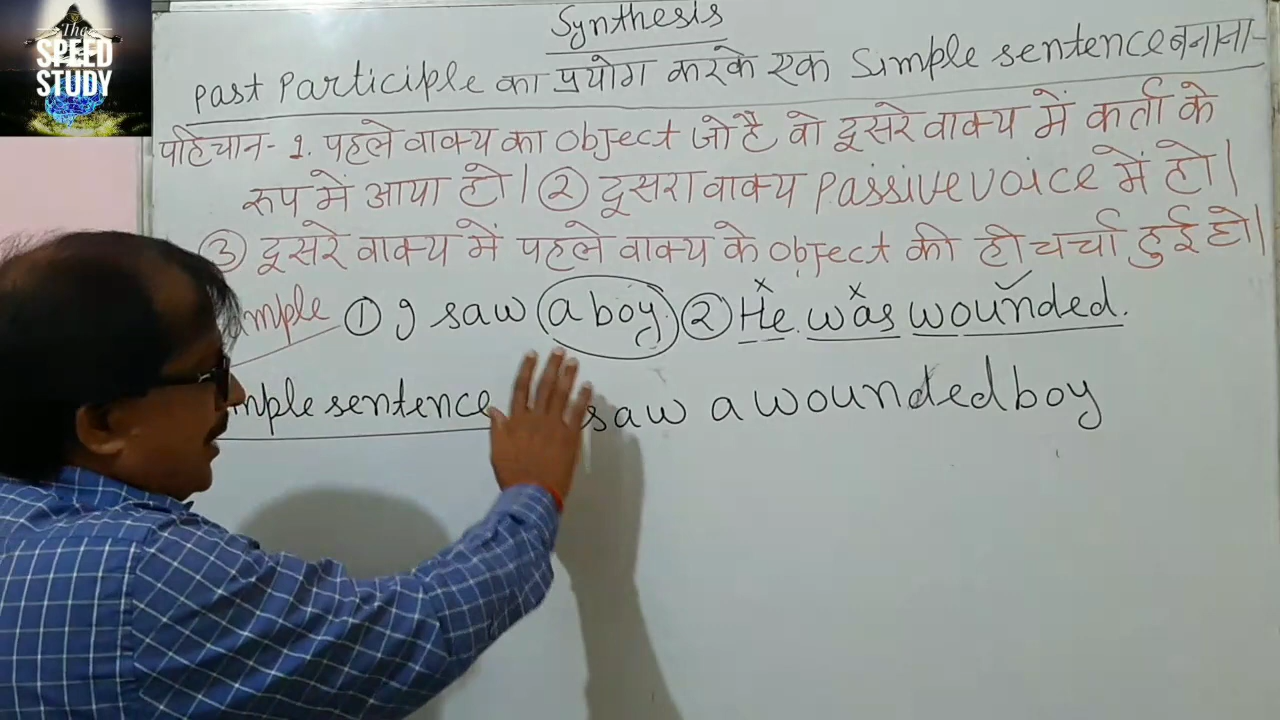 The
SPEED
STUDY
Synthesis
Past Participle का प्रयोग करके एक Simple sentence बनाना-
पहिचान- 1. पहले वाक्य का object जो है वो दूसरे वाक्य में कर्ता के
रूप में आया हो। ② दूसरा वाक्य Passive voice में हो।
③ दूसरे वाक्य में पहले वाक्य के object की ही चर्चा हुई हो।
ample ① I saw a boy. ② He was wounded.
mple sentence saw a wounded boy